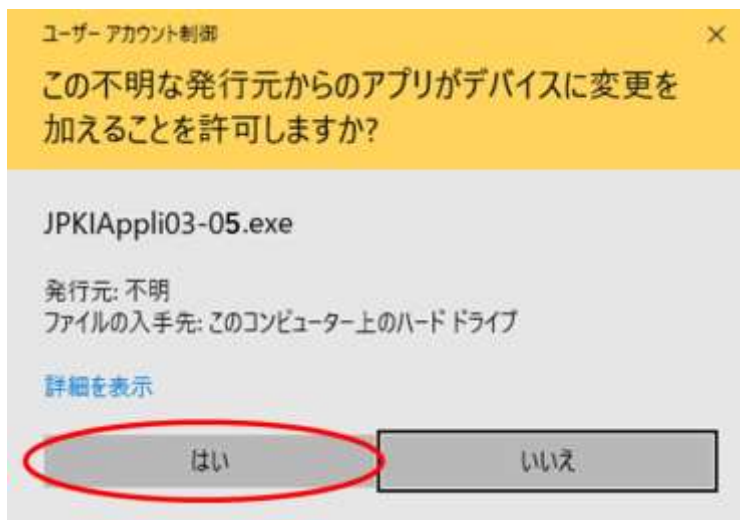 ユーザー アカウント制御
この不明な発行元からのアプリがデバイスに変更を
加えることを許可しますか?
JPKIAppli03-05.exe
発行元: 不明
ファイルの入手先: このコンピューター上のハード ドライブ
詳細を表示
はい
いいえ